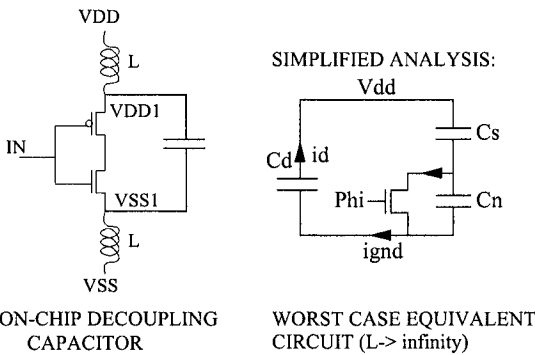 VDD
L
VDD1
IN
VSS1
L
VSS
ON-CHIP DECOUPLING
CAPACITOR
SIMPLIFIED ANALYSIS:
Vdd
Cs
Cd
id
Phi
Cn
ignd
WORST CASE EQUIVALENT
CIRCUIT (L-> infinity)